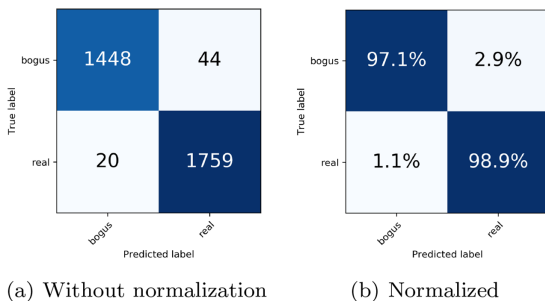 bogus
1448
44
real
20
1759
bogus
real
True label
Predicted label
(a) Without normalization
bogus
97.1%
2.9%
real
1.1%
98.9%
bogus
real
True label
Predicted label
(b) Normalized